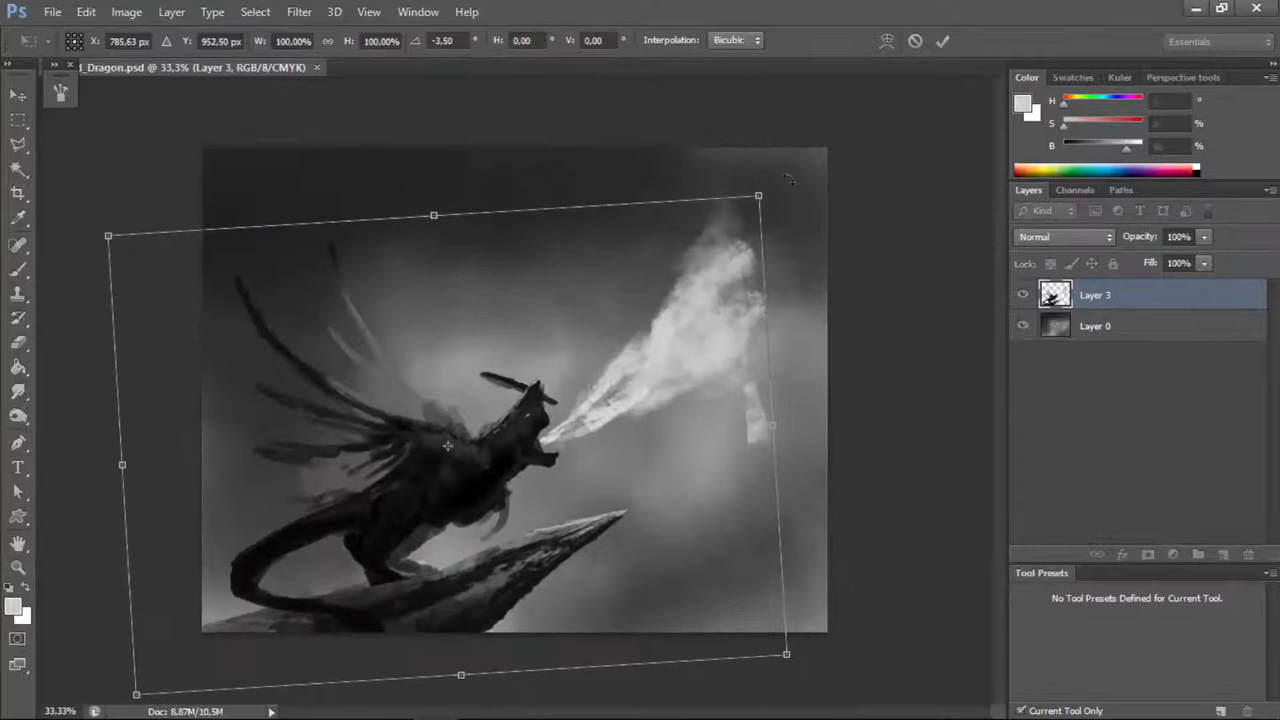 Ps File Edit Image Layer Type Select Filter 3D View Window Help
X: 785,63 px Y: 952,50 px W: 100,00% H: 100,00% -3,50 ° H: 0,00 ° V: 0,00 ° Interpolation: Bicubic Essentials
_Dragon.psd @ 33,3% (Layer 3, RGB/8/CMYK) ×
Color Swatches Kuler Perspective tools
H °
S %
B %
Layers Channels Paths
Kind
Normal Opacity: 100%
Lock: Fill: 100%
Layer 3
Layer 0
fx
Tool Presets
No Tool Presets Defined for Current Tool.
33,33% Doc: 8,87M/10,5M
Current Tool Only